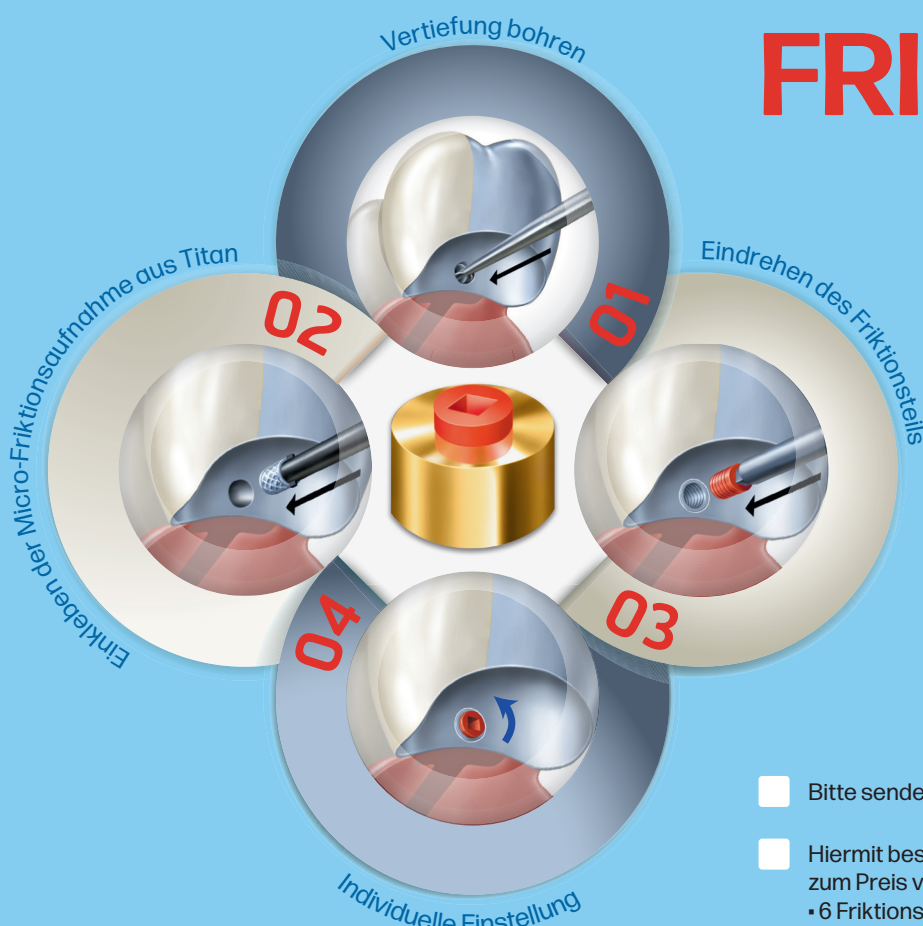 FRI
Vertiefung bohren
01
Einkleben der Micro-Friktionsaufnahme aus Titan
02
Eindrehen des Friktionsteils
03
04
Individuelle Einstellung
Bitte sende
Hiermit bes
zum Preis v
▪ 6 Friktions